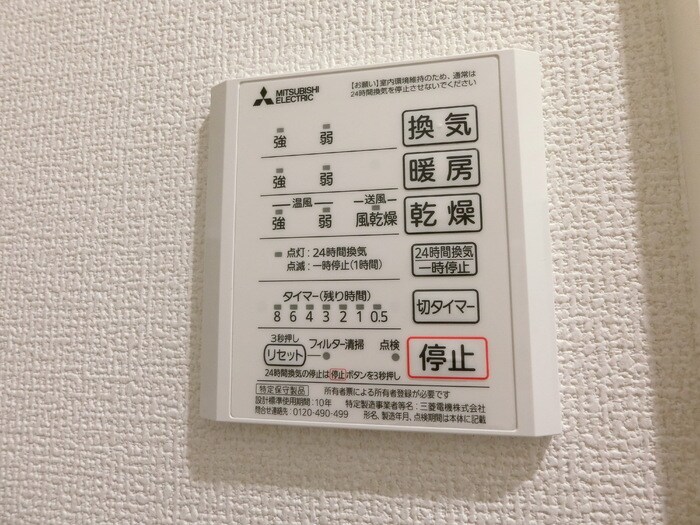 MITSUBISHI
ELECTRIC
【お願い】室内環境維持のため、通常は
24時間換気を停止させないでください
強 弱 換気
強 弱 暖房
温風 送風
強 弱 風乾燥 乾燥
点灯：24時間換気
点滅：一時停止(1時間)
24時間換気
一時停止
タイマー(残り時間)
8 6 4 3 2 1 0.5
切タイマー
3秒押し
リセット フィルター清掃 点検
停止
24時間換気の停止は停止ボタンを3秒押し
特定保守製品 所有者票による所有者登録が必要です
設計標準使用期間：10年 特定製造事業者等名：三菱電機株式会社
問合せ連絡先：0120-490-499 形名、製造年月、点検期間は本体に記載